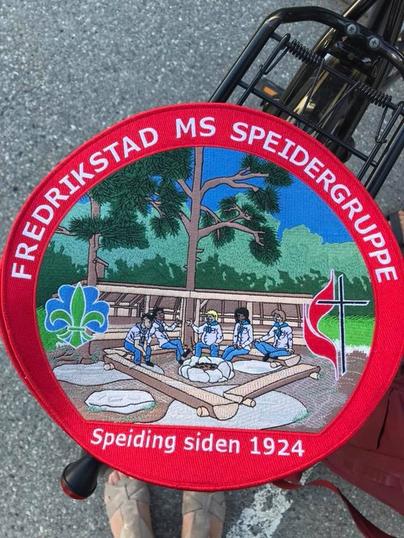 FREDRIKSTAD MS SPEIDERGRUPPE
Speiding siden 1924